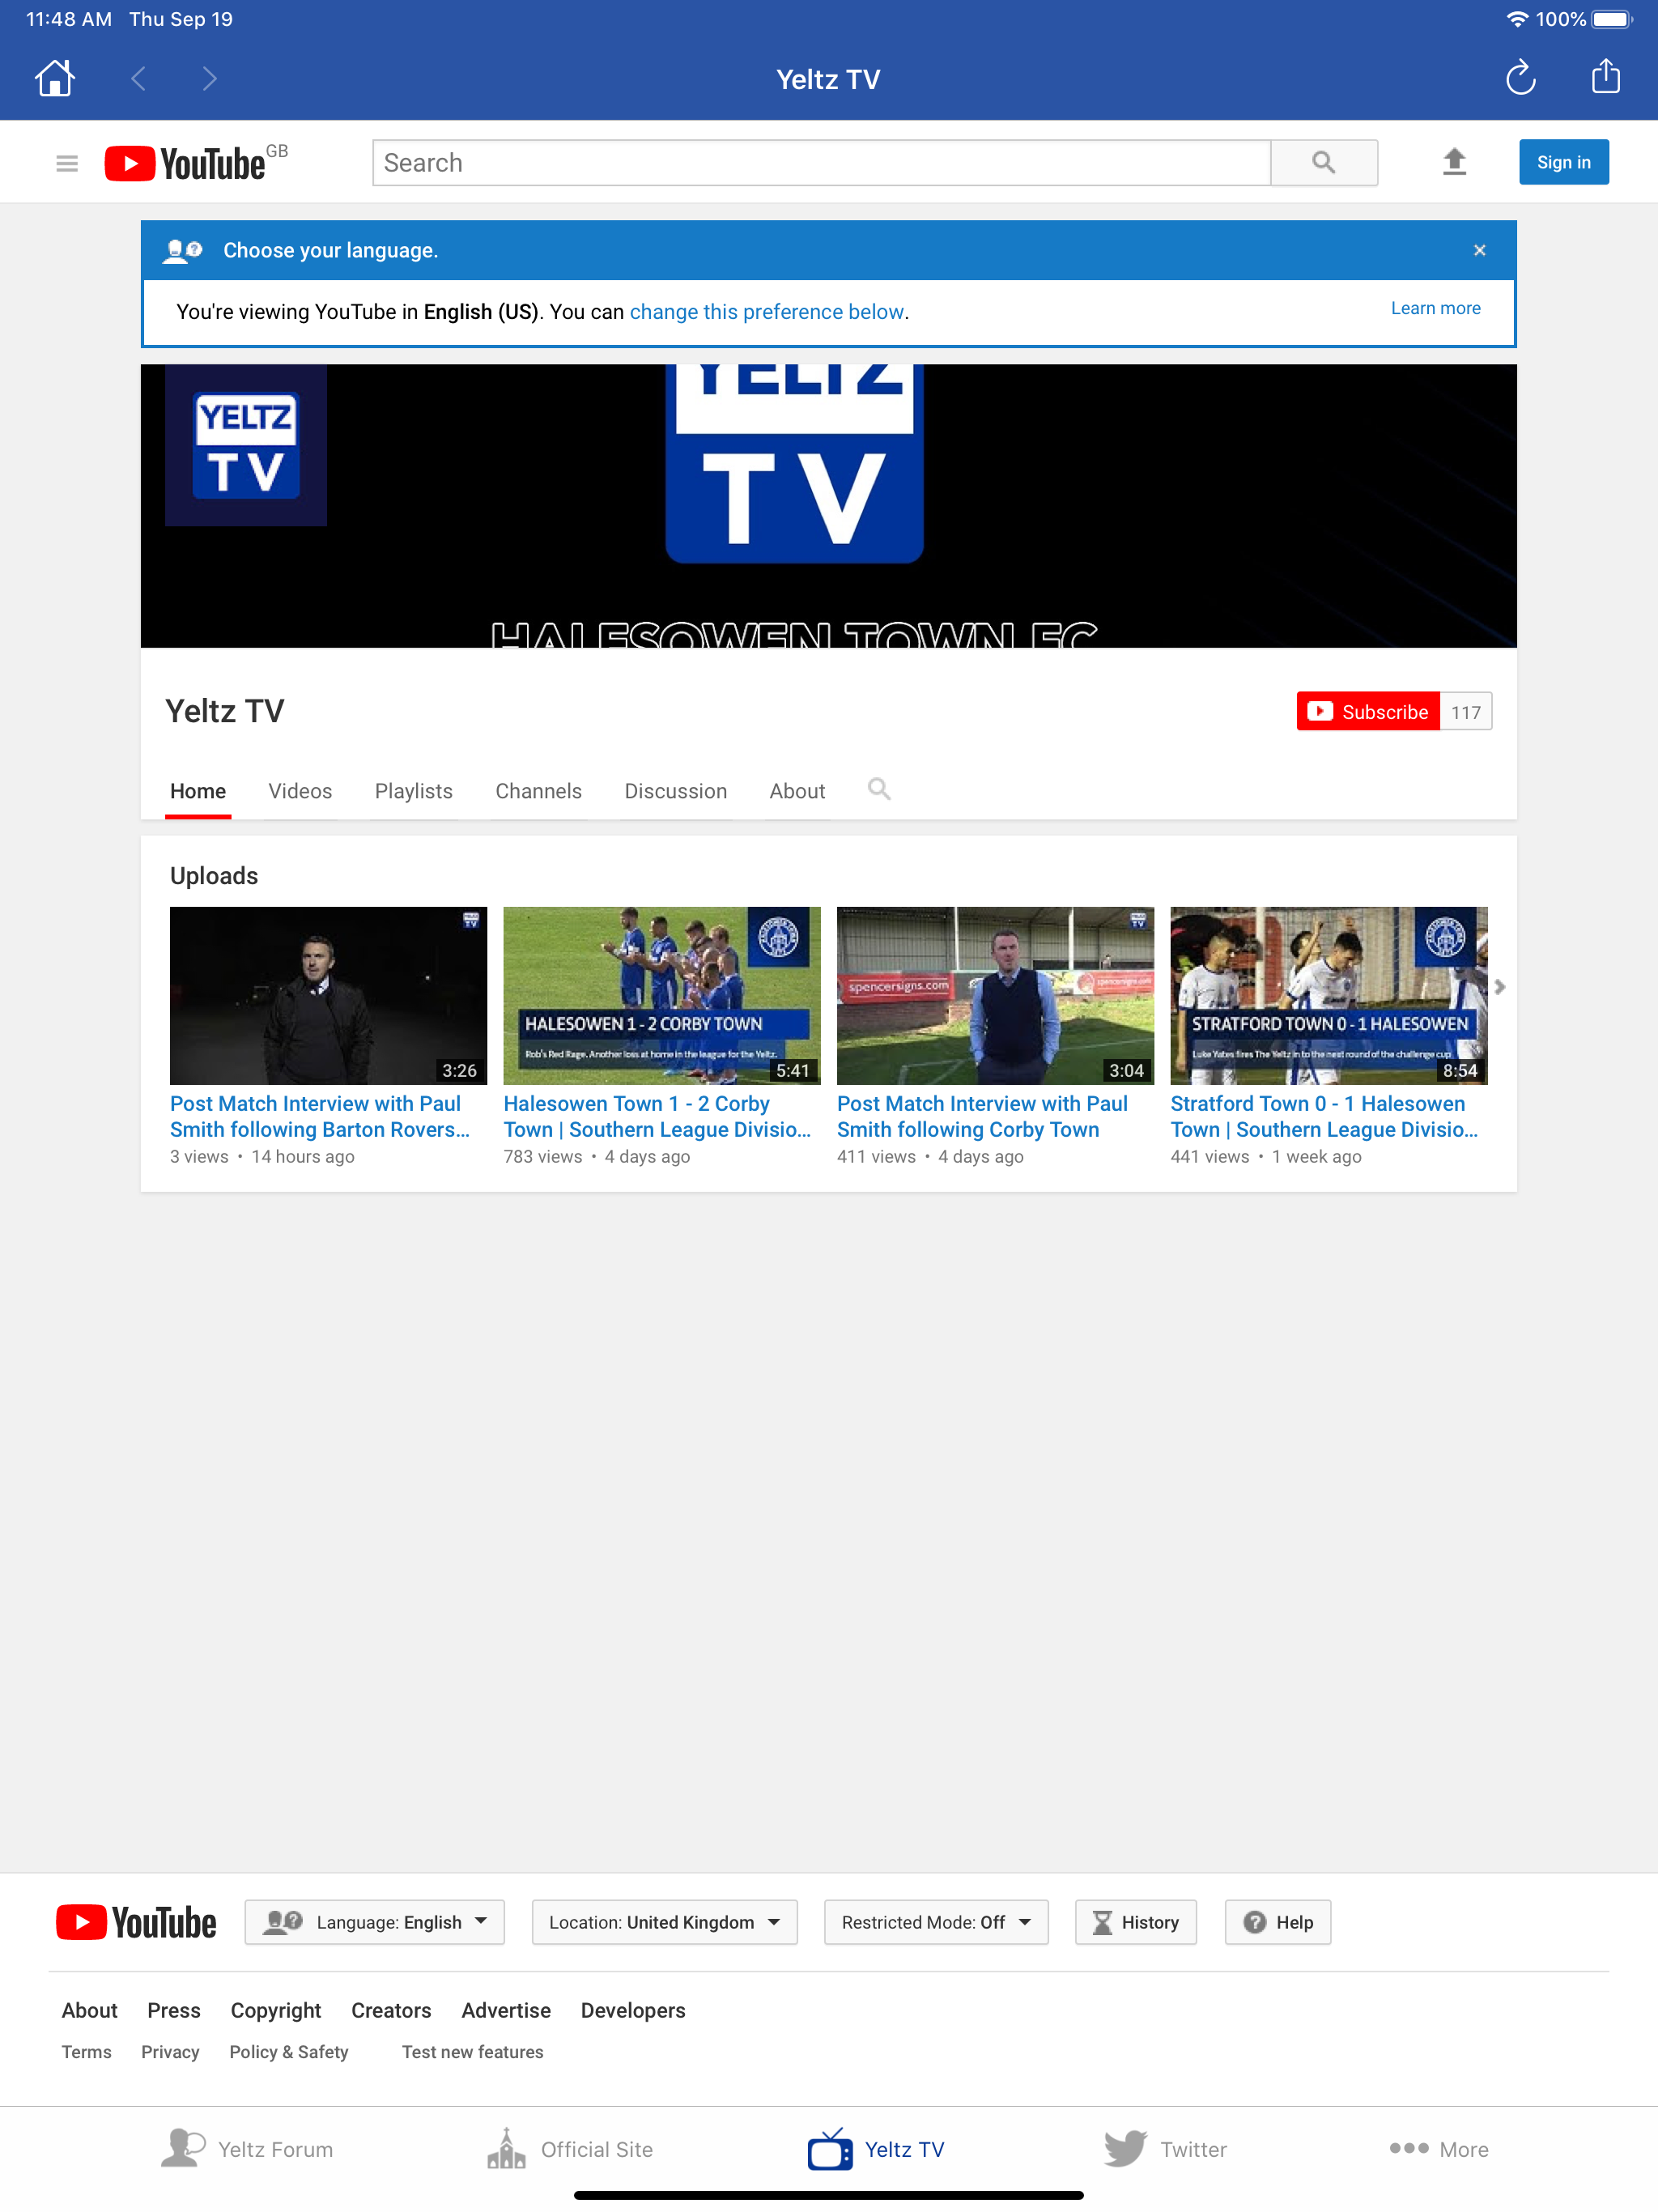 11:48 AM Thu Sep 19
100%
Yeltz TV
YouTube GB
Search
Sign in
Choose your language.
You're viewing YouTube in English (US). You can change this preference below.
Learn more
YELTZ
TV
YELTZ
TV
HALESOWEN TOWN FC
Yeltz TV
Subscribe 117
Home Videos Playlists Channels Discussion About
Uploads
3:26
HALESOWEN 1 - 2 CORBY TOWN
Rob's Red Rage. Another loss at home in the league for the Yeltz.
5:41
spencersigns.com
spencersigns.com
3:04
STRATFORD TOWN 0 - 1 HALESOWEN
Luke Yates fires The Yeltz in to the next round of the challenge cup
8:54
Post Match Interview with Paul
Smith following Barton Rovers...
3 views • 14 hours ago
Halesowen Town 1 - 2 Corby
Town | Southern League Divisio...
783 views • 4 days ago
Post Match Interview with Paul
Smith following Corby Town
411 views • 4 days ago
Stratford Town 0 - 1 Halesowen
Town | Southern League Divisio...
441 views • 1 week ago
YouTube
Language: English
Location: United Kingdom
Restricted Mode: Off
History
Help
About Press Copyright Creators Advertise Developers
Terms Privacy Policy & Safety Test new features
Yeltz Forum
Official Site
Yeltz TV
Twitter
More